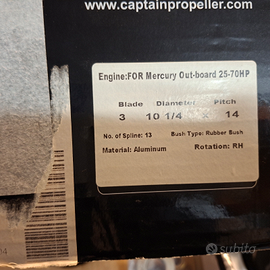 www.captainpropeller.com
Engine:FOR Mercury Out-board 25-70HP
Blade Diameter Pitch
3 10 1/4 x 14
No. of Spline: 13 Bush Type: Rubber Bush
Material: Aluminum Rotation: RH
04
subito